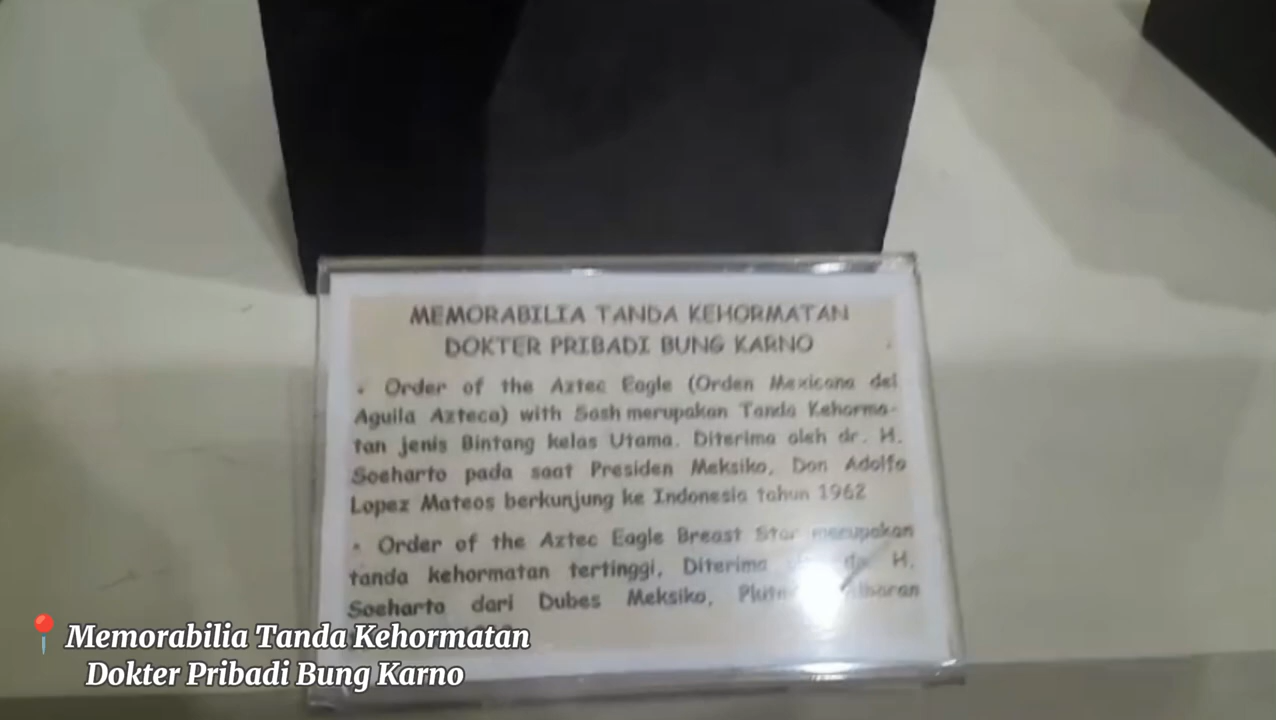 MEMORABILIA TANDA KEHORMATAN
DOKTER PRIBADI BUNG KARNO
• Order of the Aztec Eagle (Orden Mexicana del
Aguila Azteca) with Sash merupakan Tanda Kehorma-
tan jenis Bintang kelas Utama. Diterima oleh dr. H.
Soeharto pada saat Presiden Meksiko, Don Adolfo
Lopez Mateos berkunjung ke Indonesia tahun 1962
• Order of the Aztec Eagle Breast Star merupakan
tanda kehormatan tertinggi, Diterima dr. H.
Soeharto dari Dubes Meksiko,
Memorabilia Tanda Kehormatan
Dokter Pribadi Bung Karno